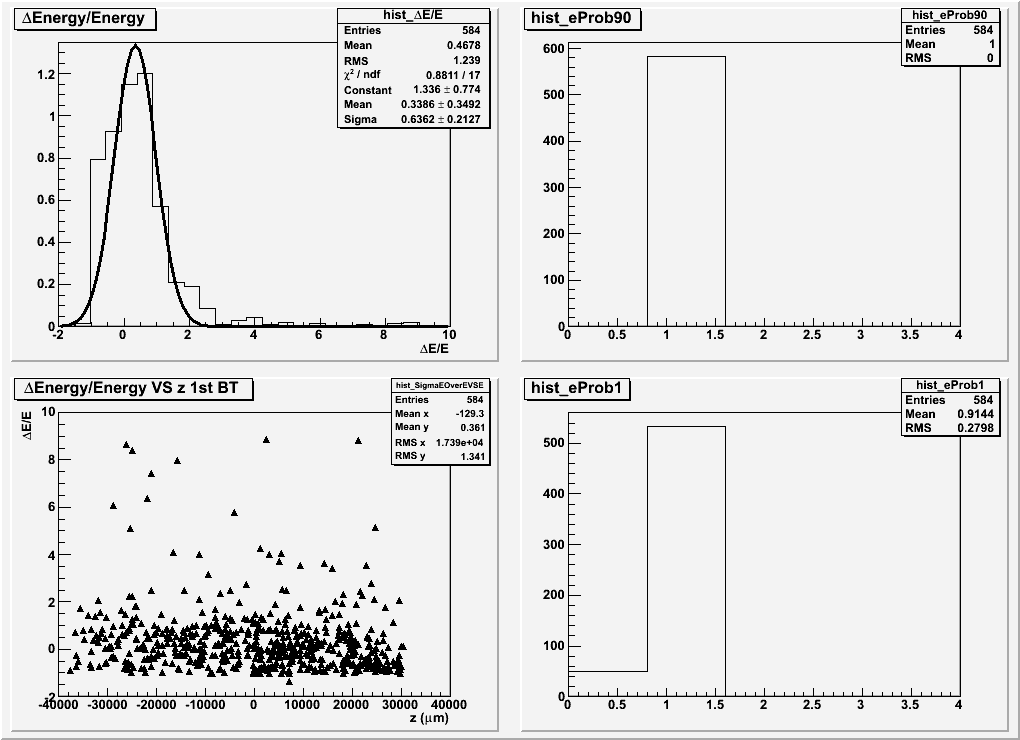 ΔEnergy/Energy
hist_ΔE/E
Entries 584
Mean 0.4678
RMS 1.239
χ² / ndf 0.8811 / 17
Constant 1.336 ± 0.774
Mean 0.3386 ± 0.3492
Sigma 0.6362 ± 0.2127
1.2
1
0.8
0.6
0.4
0.2
0
-2 0 2 4 6 8 10
ΔE/E
hist_eProb90
hist_eProb90
Entries 584
Mean 1
RMS 0
600
500
400
300
200
100
0
0 0.5 1 1.5 2 2.5 3 3.5 4
ΔEnergy/Energy VS z 1st BT
hist_SigmaEOverEVSE
Entries 584
Mean x -129.3
Mean y 0.361
RMS x 1.739e+04
RMS y 1.341
ΔE/E
10
8
6
4
2
0
-2
-40000 -30000 -20000 -10000 0 10000 20000 30000 40000
z (μm)
hist_eProb1
hist_eProb1
Entries 584
Mean 0.9144
RMS 0.2798
500
400
300
200
100
0
0 0.5 1 1.5 2 2.5 3 3.5 4